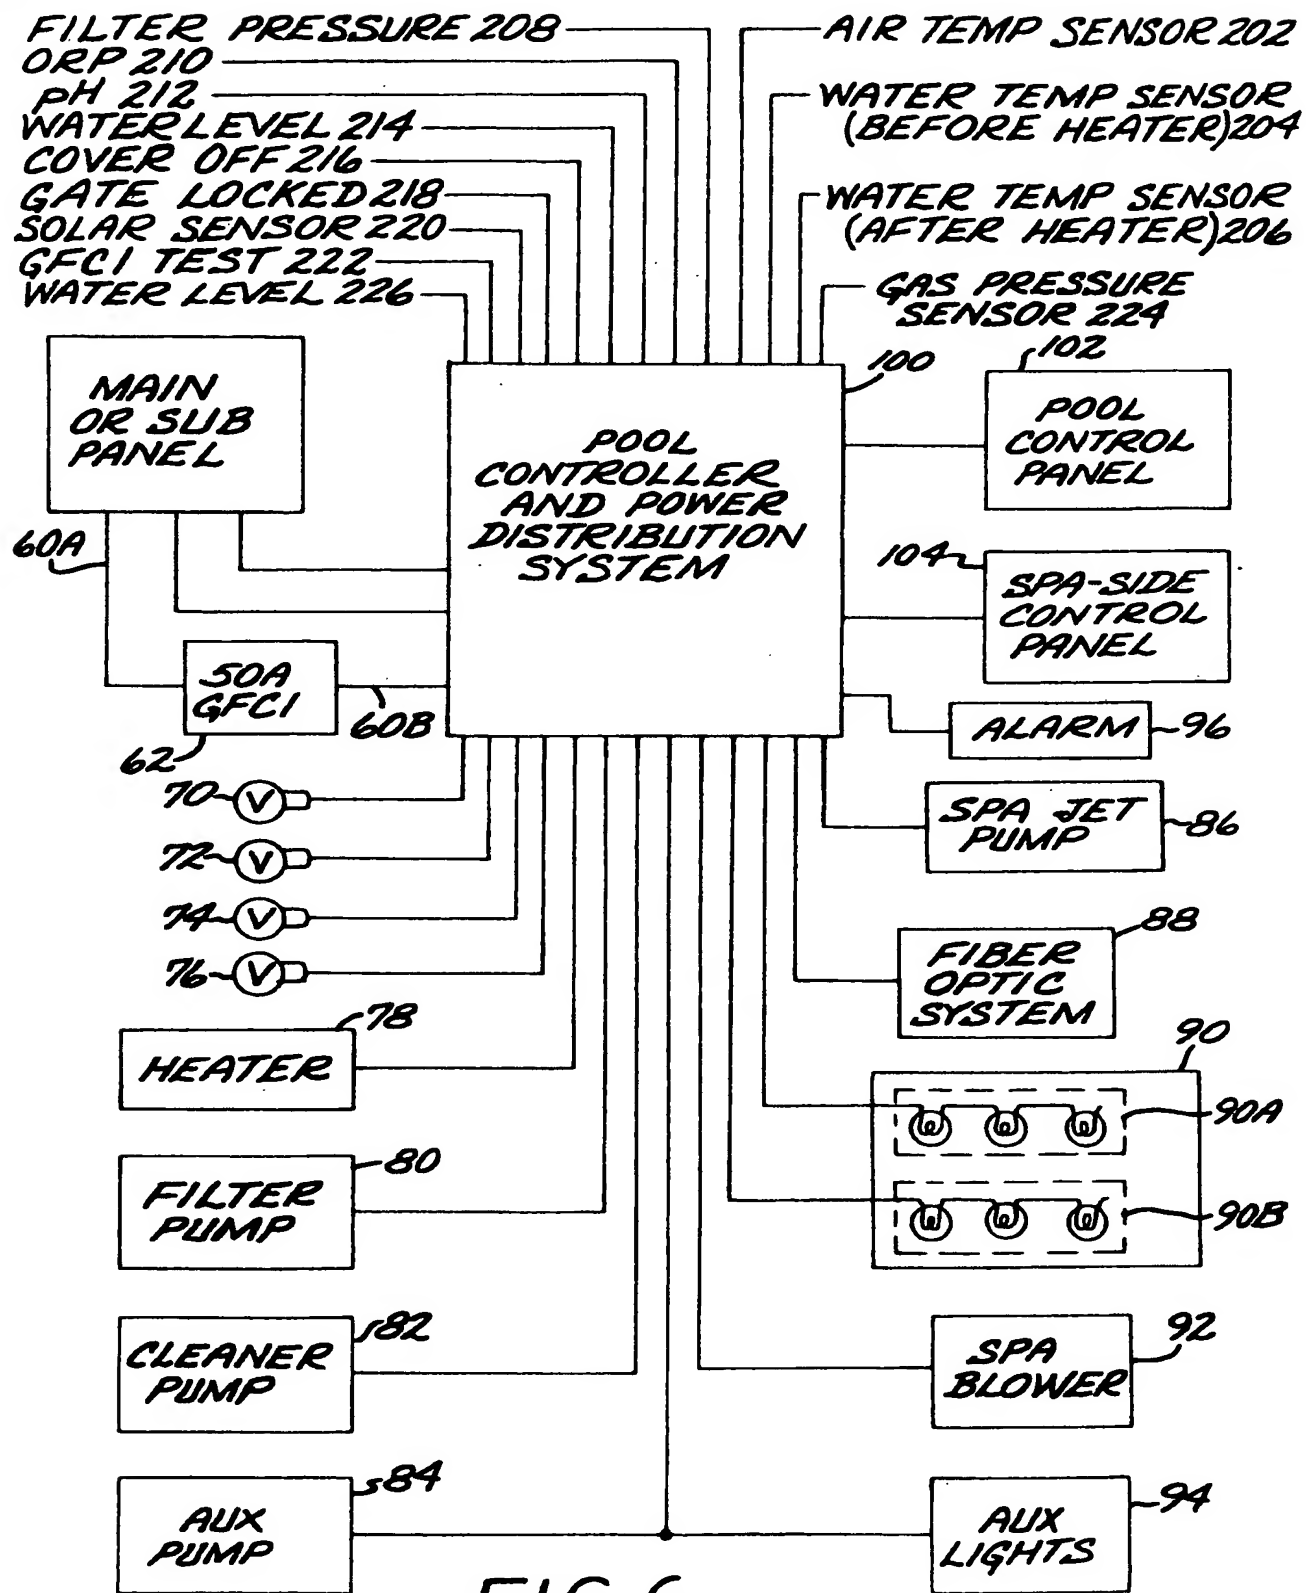 FILTER PRESSURE 208
ORP 210
pH 212
WATER LEVEL 214
COVER OFF 216
GATE LOCKED 218
SOLAR SENSOR 220
GFCI TEST 222
WATER LEVEL 226
AIR TEMP SENSOR 202
WATER TEMP SENSOR
(BEFORE HEATER) 204
WATER TEMP SENSOR
(AFTER HEATER) 206
GAS PRESSURE
SENSOR 224
MAIN
OR SUB
PANEL
POOL
CONTROLLER
AND POWER
DISTRIBUTION
SYSTEM
100
102
POOL
CONTROL
PANEL
104
SPA-SIDE
CONTROL
PANEL
60A
50A
GFCI
60B
62
ALARM
96
70
V
72
V
74
V
76
V
SPA JET
PUMP
86
88
FIBER
OPTIC
SYSTEM
78
HEATER
90
90A
90B
80
FILTER
PUMP
82
CLEANER
PUMP
92
SPA
BLOWER
84
AUX
PUMP
94
AUX
LIGHTS
FIG. 6